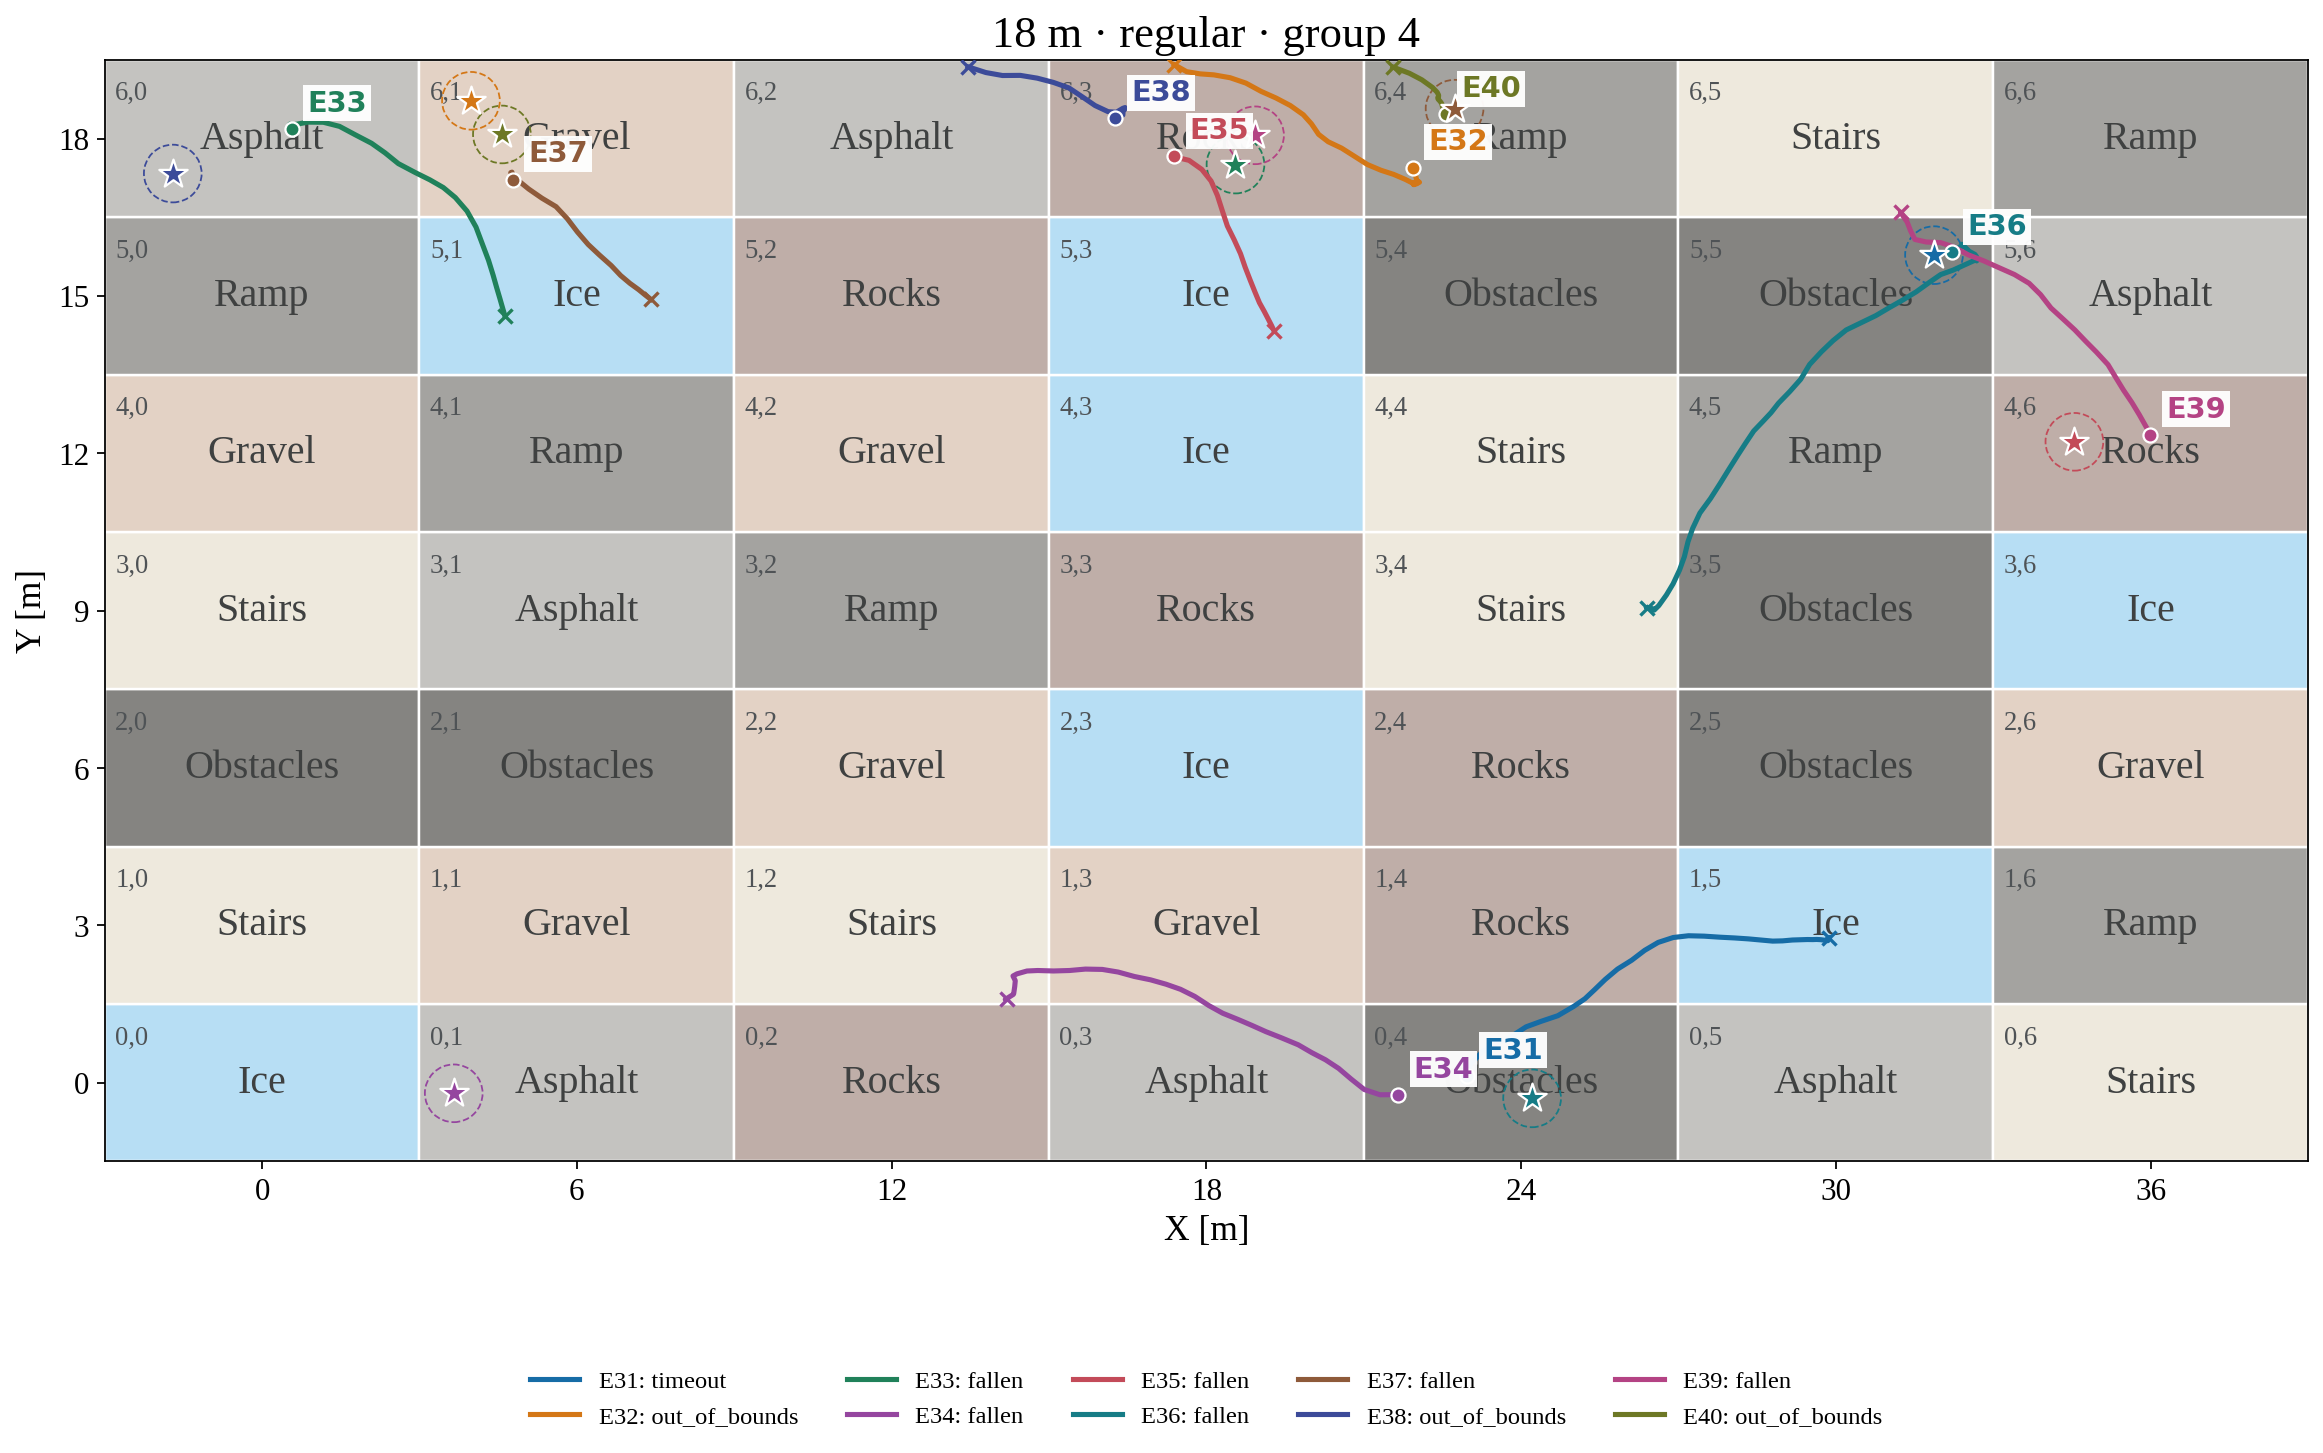 18 m · regular · group 4
6,0 6,1 6,2 6,3 6,4 6,5 6,6
E33 E38 E40
Asphalt Gravel Asphalt E35 E32 Ramp Stairs Ramp
E37
5,0 5,1 5,2 5,3 5,4 5,5 5,6
E36
Ramp Ice Rocks Ice Obstacles Obstacles Asphalt
4,0 4,1 4,2 4,3 4,4 4,5 4,6
E39
Gravel Ramp Gravel Ice Stairs Ramp Rocks
3,0 3,1 3,2 3,3 3,4 3,5 3,6
Stairs Asphalt Ramp Rocks Stairs Obstacles Ice
2,0 2,1 2,2 2,3 2,4 2,5 2,6
Obstacles Obstacles Gravel Ice Rocks Obstacles Gravel
1,0 1,1 1,2 1,3 1,4 1,5 1,6
Stairs Gravel Stairs Gravel Rocks Ice Ramp
0,0 0,1 0,2 0,3 0,4 0,5 0,6
E34 E31
Ice Asphalt Rocks Asphalt Obstacles Asphalt Stairs
18
15
12
9
6
3
0
Y [m]
0 6 12 18 24 30 36
X [m]
E31: timeout E33: fallen E35: fallen E37: fallen E39: fallen
E32: out_of_bounds E34: fallen E36: fallen E38: out_of_bounds E40: out_of_bounds